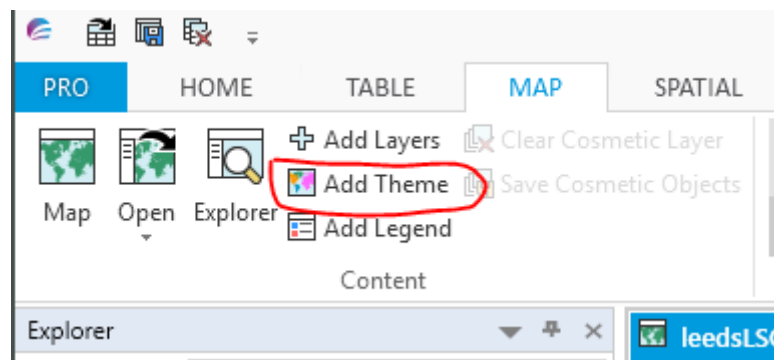 PRO HOME TABLE MAP SPATIAL
Add Layers Clear Cosmetic Layer
Add Theme Save Cosmetic Objects
Map Open Explorer
Add Legend
Content
Explorer leedsLS